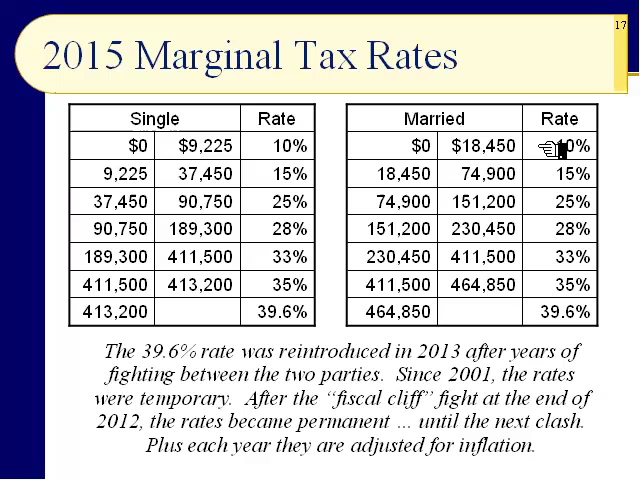 17
2015 Marginal Tax Rates
Single Rate Married Rate
$0 $9,225 10% $0 $18,450 10%
9,225 37,450 15% 18,450 74,900 15%
37,450 90,750 25% 74,900 151,200 25%
90,750 189,300 28% 151,200 230,450 28%
189,300 411,500 33% 230,450 411,500 33%
411,500 413,200 35% 411,500 464,850 35%
413,200 39.6% 464,850 39.6%
The 39.6% rate was reintroduced in 2013 after years of
fighting between the two parties. Since 2001, the rates
were temporary. After the “fiscal cliff” fight at the end of
2012, the rates became permanent ... until the next clash.
Plus each year they are adjusted for inflation.